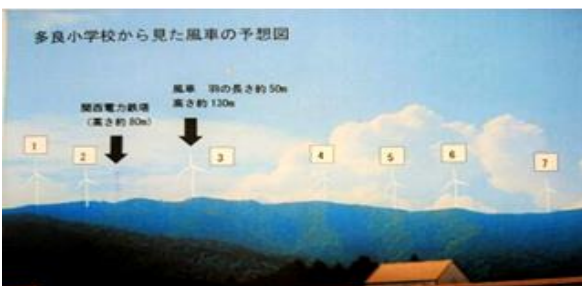 多良小学校から見た風車の予想図
風車　羽の長さ約50m
高さ約130m
関西電力鉄塔
（高さ約80m）
1
2
3
4
5
6
7